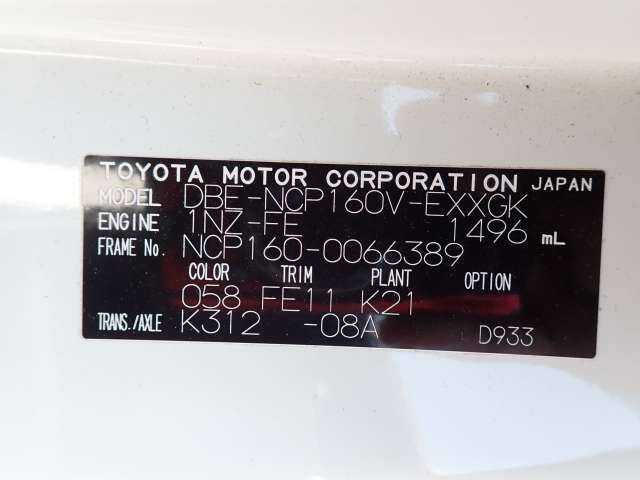 TOYOTA MOTOR CORPORATION JAPAN
MODEL DBE-NCP160V-EXXGK
ENGINE 1NZ-FE 1496 mL
FRAME No. NCP160-0066389
COLOR TRIM PLANT OPTION
058 FE11 K21
TRANS./AXLE K312 -08A D933